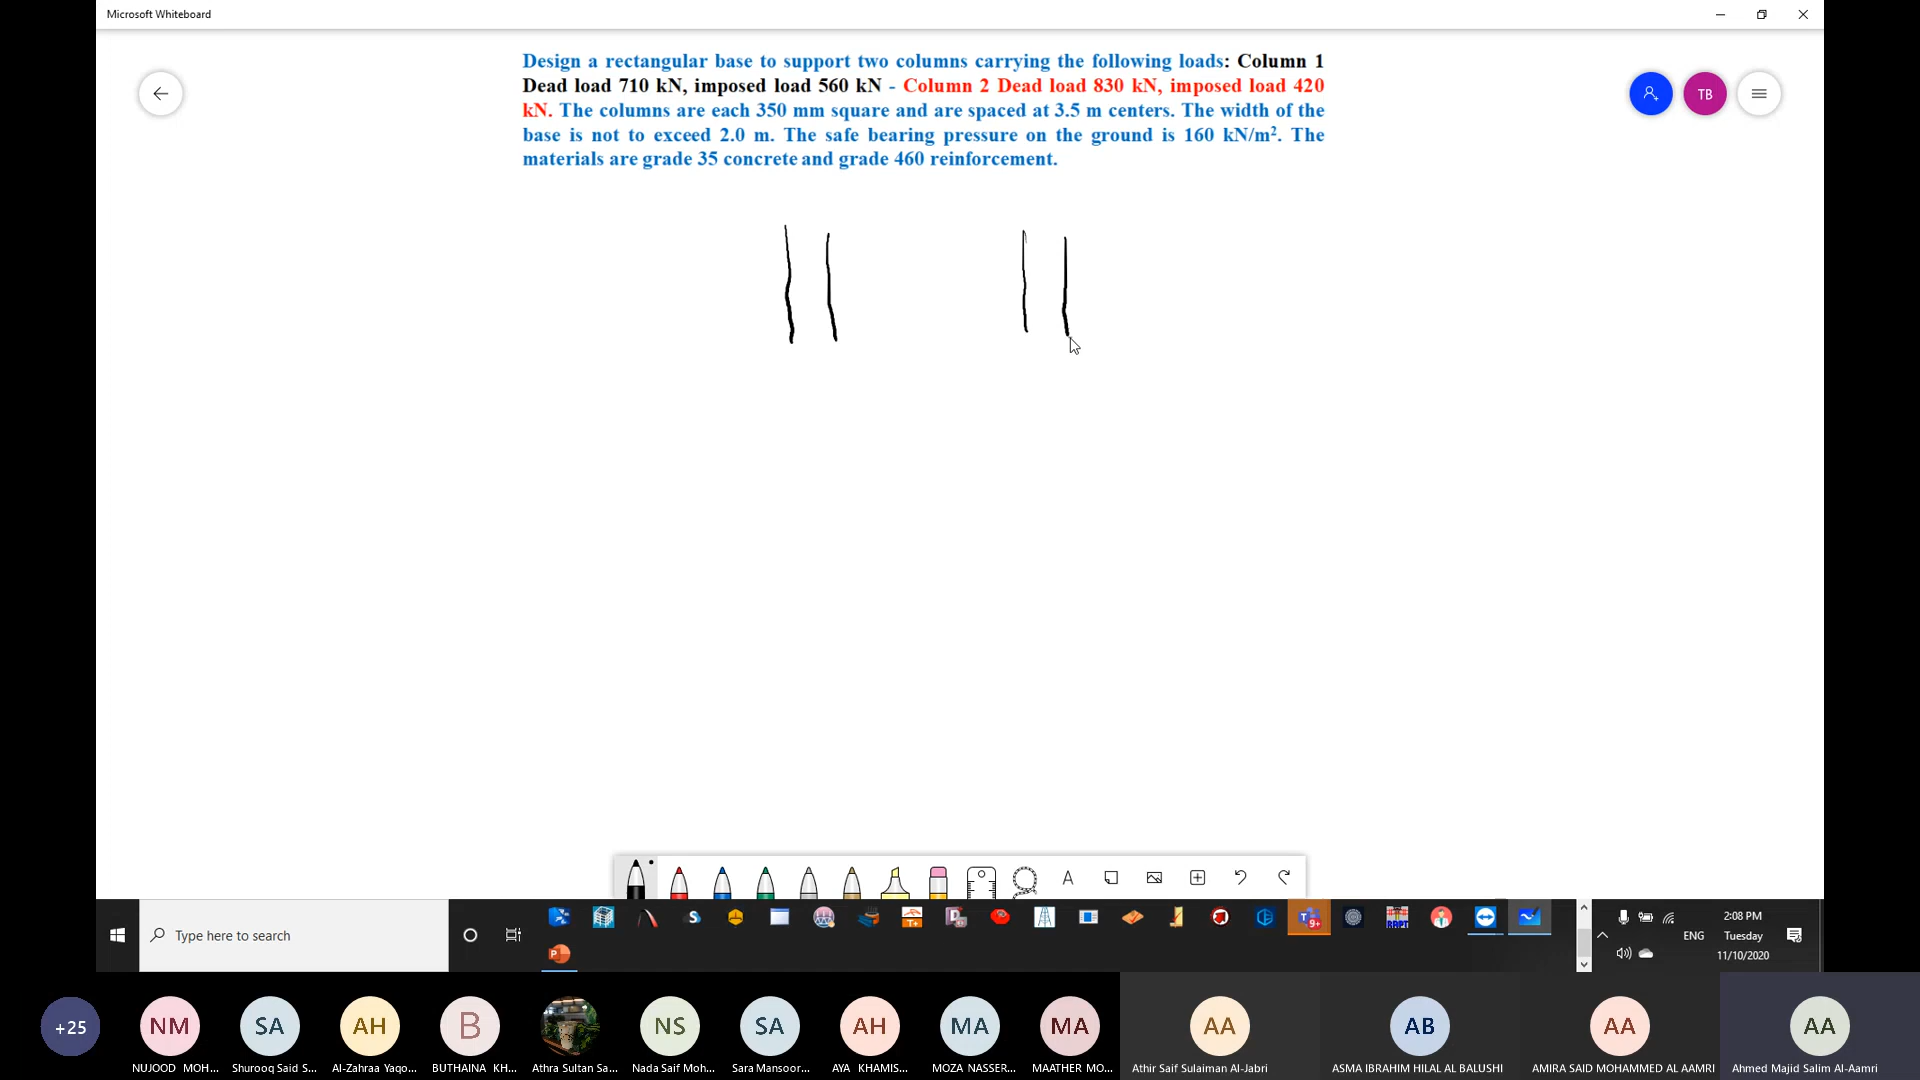 Microsoft Whiteboard
Design a rectangular base to support two columns carrying the following loads: Column 1
Dead load 710 kN, imposed load 560 kN - Column 2 Dead load 830 kN, imposed load 420
kN. The columns are each 350 mm square and are spaced at 3.5 m centers. The width of the
base is not to exceed 2.0 m. The safe bearing pressure on the ground is 160 kN/m². The
materials are grade 35 concrete and grade 460 reinforcement.
TB
A
Type here to search
ENG
2:08 PM
Tuesday
11/10/2020
+25
NM
SA
AH
B
NS
SA
AH
MA
MA
AA
AB
AA
AA
NUJOOD MOH...
Shurooq Said S...
Al-Zahraa Yaqo...
BUTHAINA KH...
Athra Sultan Sa...
Nada Saif Moh...
Sara Mansoor...
AYA KHAMIS...
MOZA NASSER...
MAATHER MO...
Athir Saif Sulaiman Al-Jabri
ASMA IBRAHIM HILAL AL BALUSHI
AMIRA SAID MOHAMMED AL AAMRI
Ahmed Majid Salim Al-Aamri